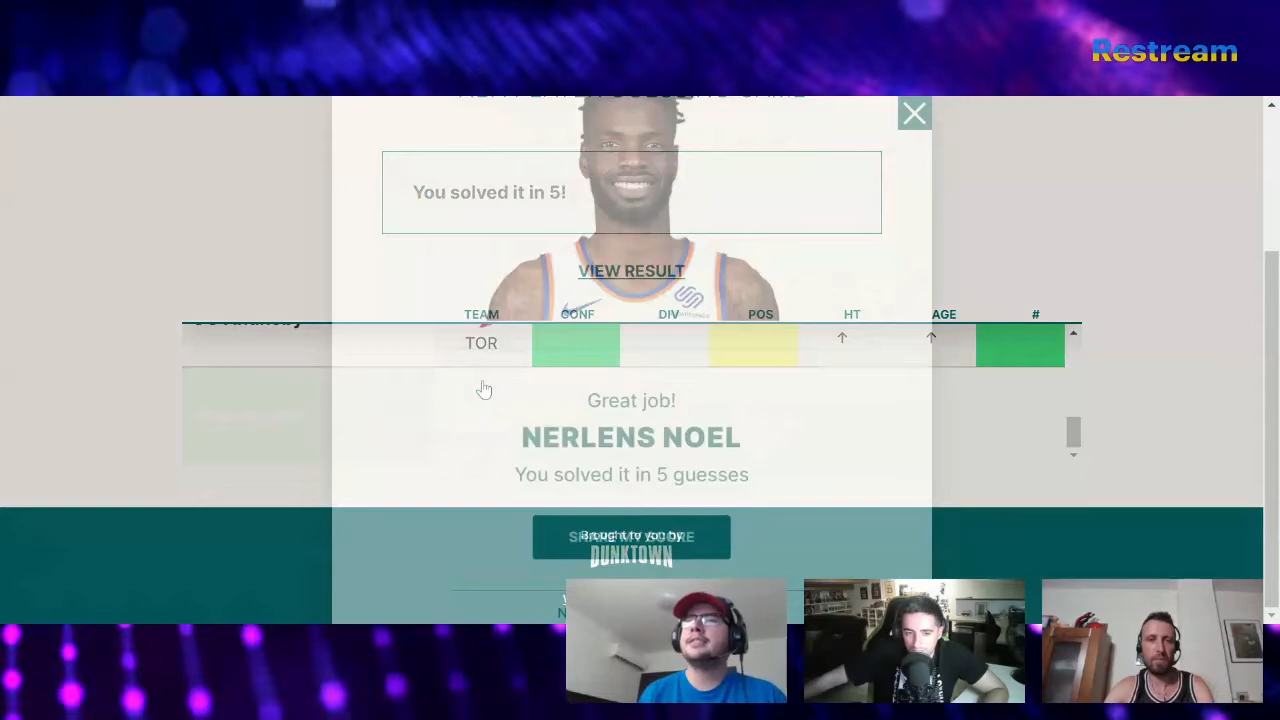 Restream
You solved it in 5!
VIEW RESULT
TEAM CONF DIV POS HT AGE #
TOR ↑ ↑
Great job!
NERLENS NOEL
You solved it in 5 guesses
Brought to you by
DUNKTOWN